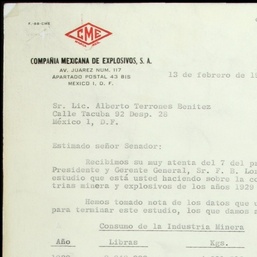 CME
COMPAÑIA MEXICANA DE EXPLOSIVOS, S. A.
AV. JUAREZ NUM. 117
APARTADO POSTAL 43 BIS
MEXICO 1, D. F.
13 de febrero de
Sr. Lic. Alberto Terrones Benitez
Calle Tacuba 92 Desp. 28
México 1, D.F.
Estimado señor Senador:
Recibimos su muy atenta del 7 del
Presidente y Gerente General, Sr. F. S.
estudio que está usted haciendo sobre la
trias minera y explosivos de los años 1929
Hemos tomado nota de los datos que
para terminar este estudio, los que damos
Consumo de la Industria Minera
Año Libras Kgs.